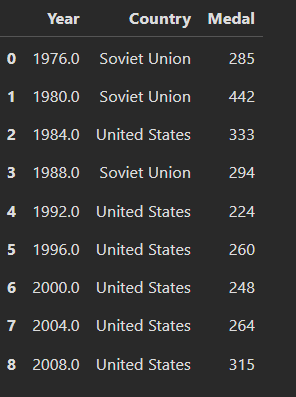 Year Country Medal
0 1976.0 Soviet Union 285
1 1980.0 Soviet Union 442
2 1984.0 United States 333
3 1988.0 Soviet Union 294
4 1992.0 United States 224
5 1996.0 United States 260
6 2000.0 United States 248
7 2004.0 United States 264
8 2008.0 United States 315